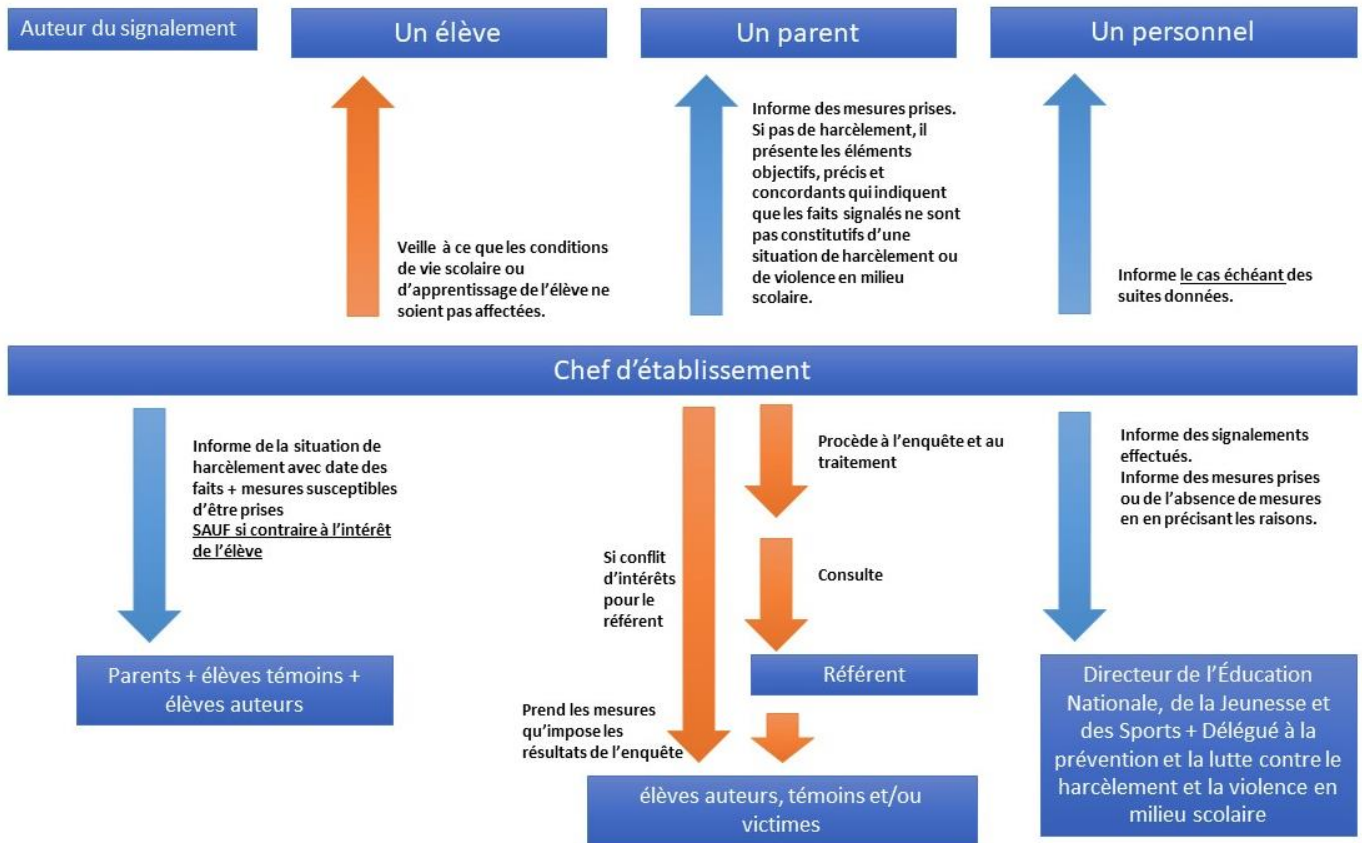 Auteur du signalement
Un élève
Un parent
Un personnel
Informe des mesures prises.
Si pas de harcèlement, il
présente les éléments
objectifs, précis et
concordants qui indiquent
que les faits signalés ne sont
pas constitutifs d’une
situation de harcèlement ou
de violence en milieu
scolaire.
Veille à ce que les conditions
de vie scolaire ou
d’apprentissage de l’élève ne
soient pas affectées.
Informe le cas échéant des
suites données.
Chef d’établissement
Informe de la situation de
harcèlement avec date des
faits + mesures susceptibles
d’être prises
SAUF si contraire à l’intérêt
de l’élève
Procède à l’enquête et au
traitement
Informe des signalements
effectués.
Informe des mesures prises
ou de l’absence de mesures
en en précisant les raisons.
Si conflit
d’intérêts
pour le
référent
Consulte
Parents + élèves témoins +
élèves auteurs
Référent
Directeur de l’Éducation
Nationale, de la Jeunesse et
des Sports + Délégué à la
prévention et la lutte contre le
harcèlement et la violence en
milieu scolaire
Prend les mesures
qu’impose les
résultats de l’enquête
élèves auteurs, témoins et/ou
victimes